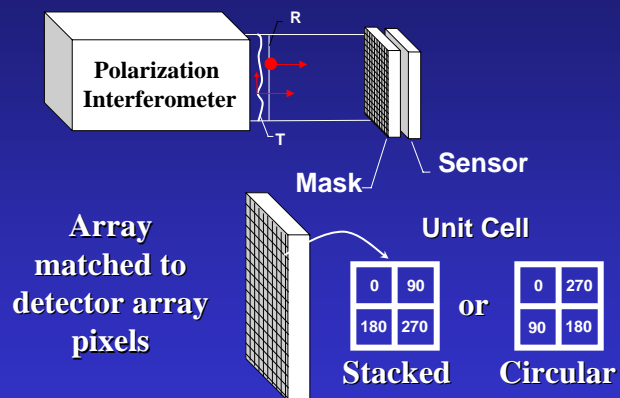 R
Polarization
Interferometer
T
Sensor
Mask
Array
matched to
detector array
pixels
Unit Cell
0 90
180 270
or
0 270
90 180
Stacked
Circular